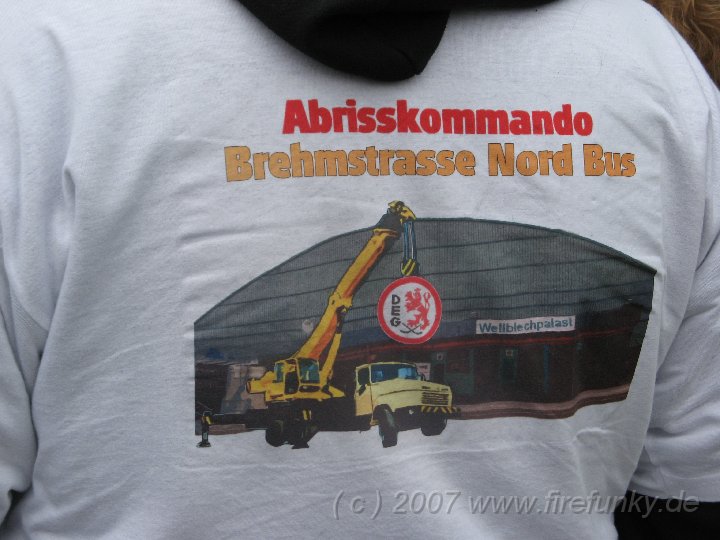 Abrisskommando
Brehmstrasse Nord Bus
DEG
Wellblechpalast
(c) 2007 www.firefunky.de